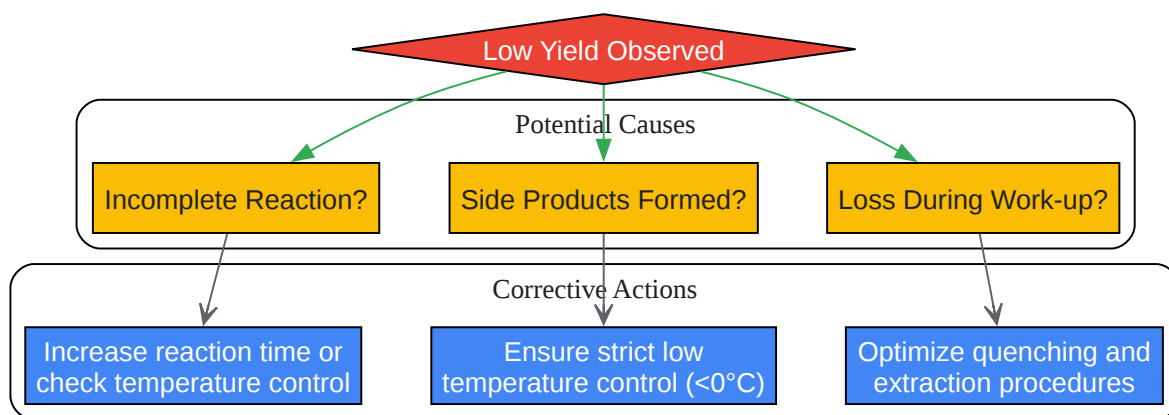 Low Yield Observed
Potential Causes
Incomplete Reaction?
Side Products Formed?
Loss During Work-up?
Corrective Actions
Increase reaction time or
check temperature control
Ensure strict low
temperature control (<0°C)
Optimize quenching and
extraction procedures